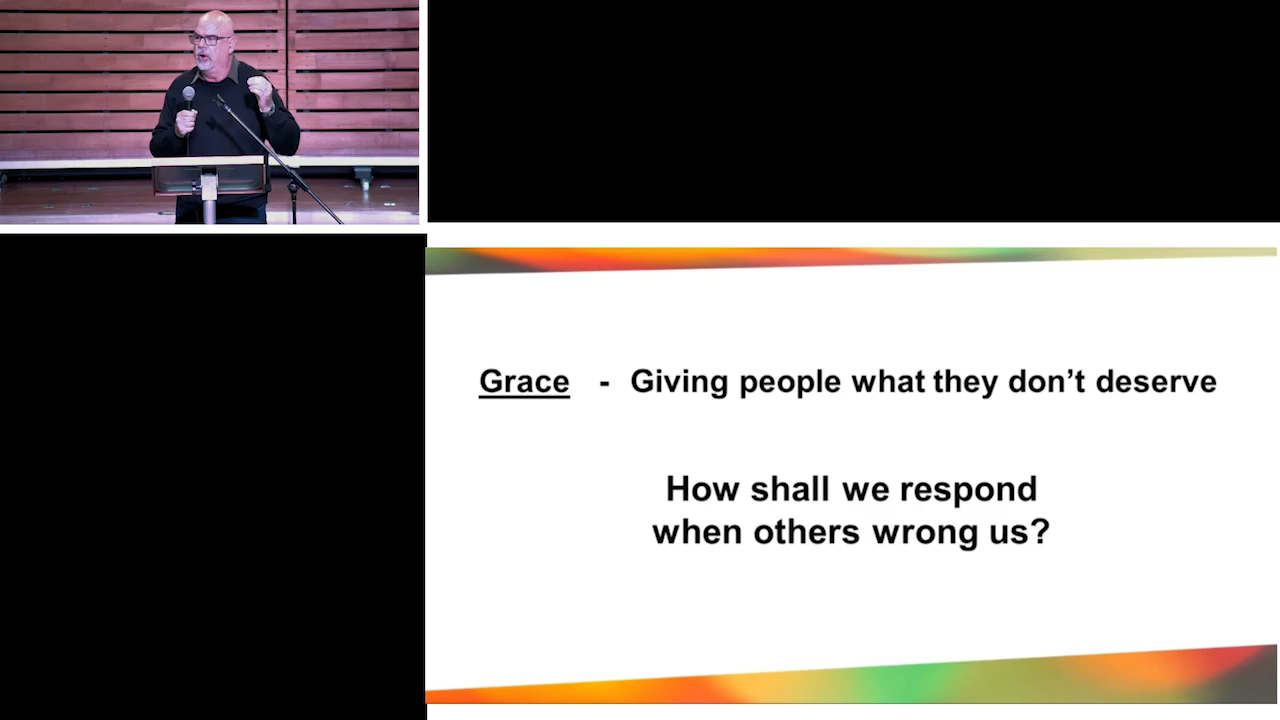 Grace - Giving people what they don’t deserve
How shall we respond
when others wrong us?